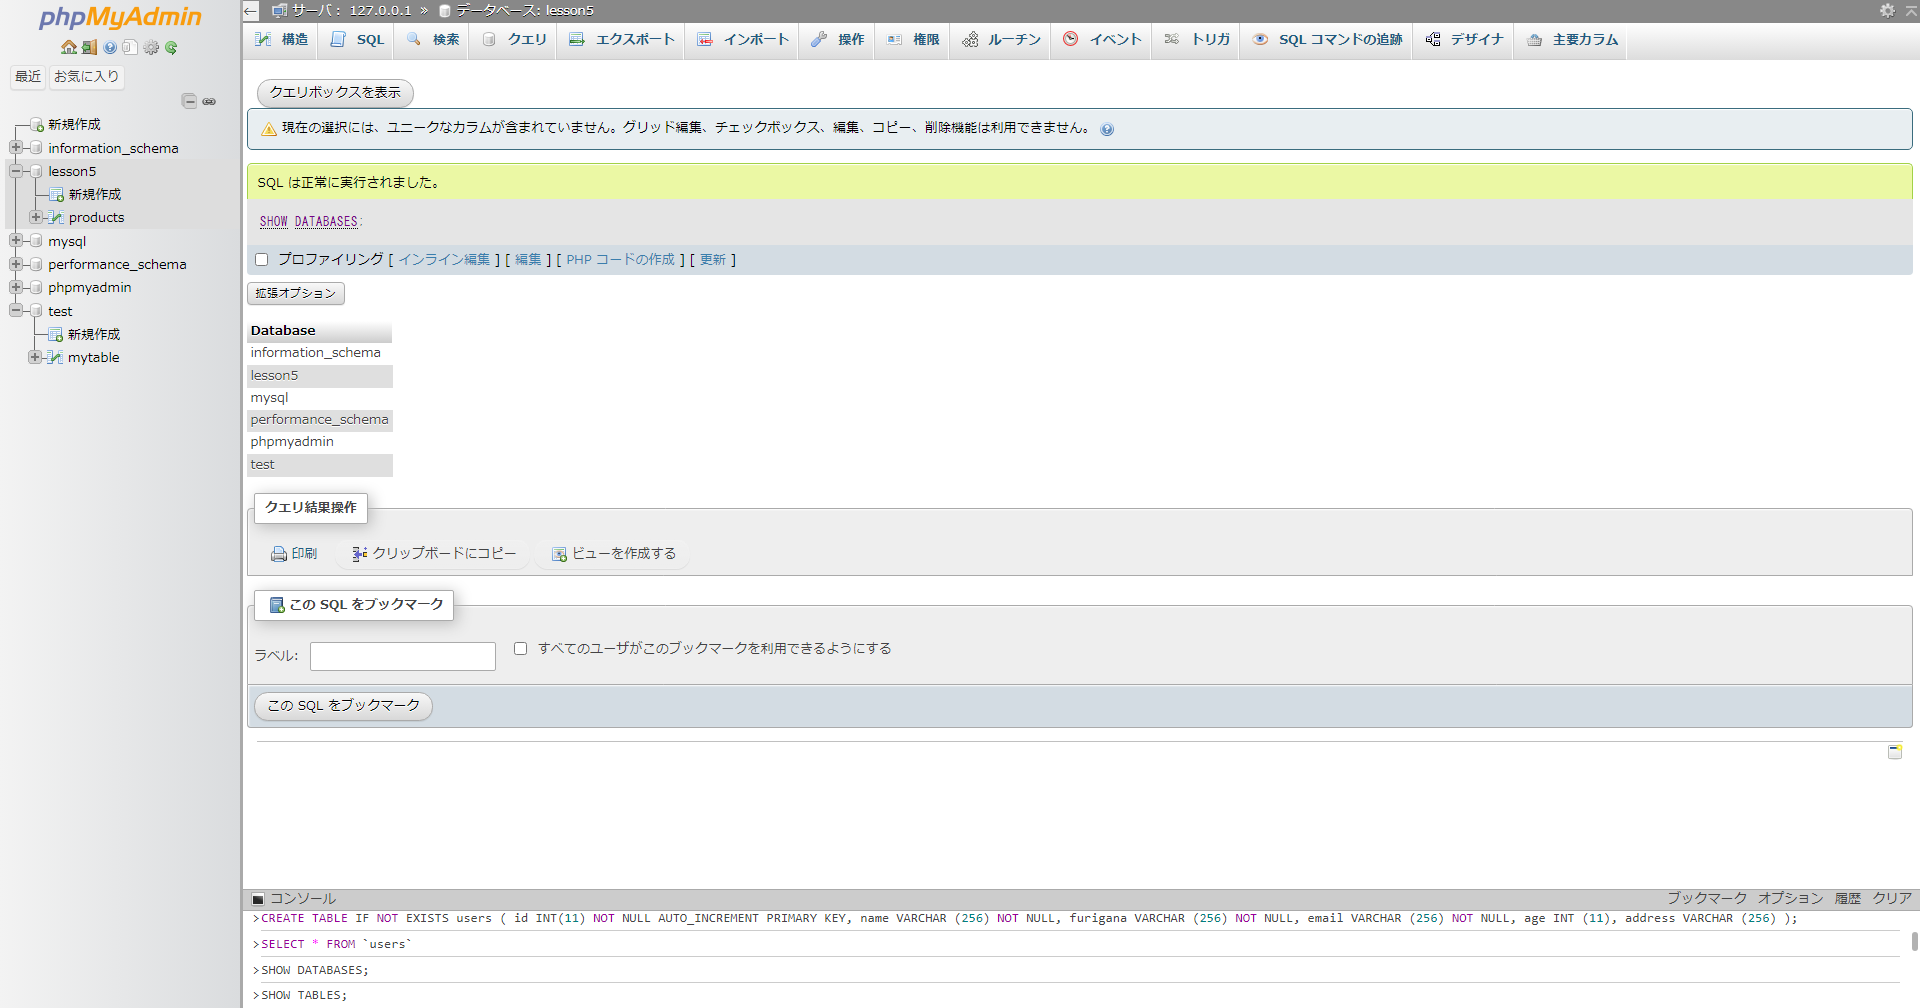 phpMyAdmin
最近 お気に入り
新規作成
information_schema
lesson5
新規作成
products
mysql
performance_schema
phpmyadmin
test
新規作成
mytable
サーバ： 127.0.0.1 » データベース: lesson5
構造 SQL 検索 クエリ エクスポート インポート 操作 権限 ルーチン イベント トリガ SQL コマンドの追跡 デザイナ 主要カラム
クエリボックスを表示
現在の選択には、ユニークなカラムが含まれていません。グリッド編集、チェックボックス、編集、コピー、削除機能は利用できません。
SQL は正常に実行されました。
SHOW DATABASES;
プロファイリング [ インライン編集 ] [ 編集 ] [ PHP コードの作成 ] [ 更新 ]
拡張オプション
Database
information_schema
lesson5
mysql
performance_schema
phpmyadmin
test
クエリ結果操作
印刷 クリップボードにコピー ビューを作成する
この SQL をブックマーク
ラベル: すべてのユーザがこのブックマークを利用できるようにする
この SQL をブックマーク
コンソール ブックマーク オプション 履歴 クリア
>CREATE TABLE IF NOT EXISTS users ( id INT(11) NOT NULL AUTO_INCREMENT PRIMARY KEY, name VARCHAR (256) NOT NULL, furigana VARCHAR (256) NOT NULL, email VARCHAR (256) NOT NULL, age INT (11), address VARCHAR (256) );
>SELECT * FROM `users`
>SHOW DATABASES;
>SHOW TABLES;